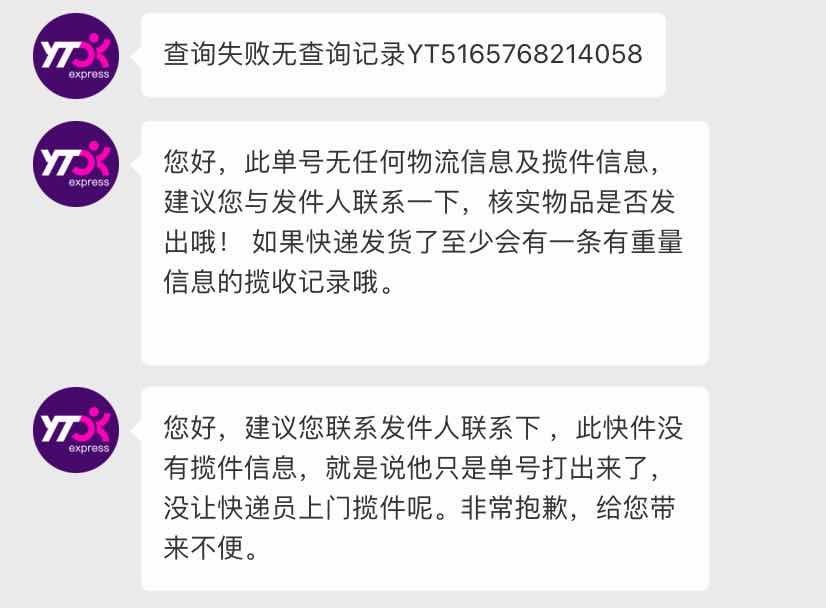 YTO
express
查询失败无查询记录YT5165768214058
YTO
express
您好，此单号无任何物流信息及揽件信息，
建议您与发件人联系一下，核实物品是否发
出哦！ 如果快递发货了至少会有一条有重量
信息的揽收记录哦。
YTO
express
您好，建议您联系发件人联系下 ，此快件没
有揽件信息，就是说他只是单号打出来了，
没让快递员上门揽件呢。非常抱歉，给您带
来不便。